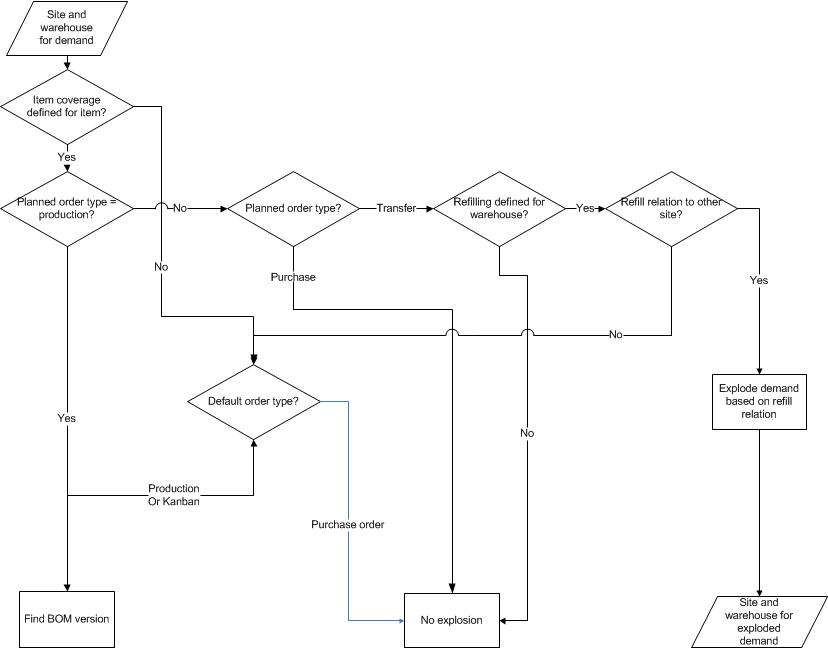 Site and
warehouse
for demand
Item coverage
defined for item?
Yes
Planned order type =
production?
No
Planned order type?
Transfer
Refilling defined for
warehouse?
Yes
Refill relation to other
site?
No
Purchase
Yes
No
Default order type?
Explode demand
based on refill
relation
Yes
No
Production
Or Kanban
Purchase order
Find BOM version
No explosion
Site and
warehouse for
exploded
demand